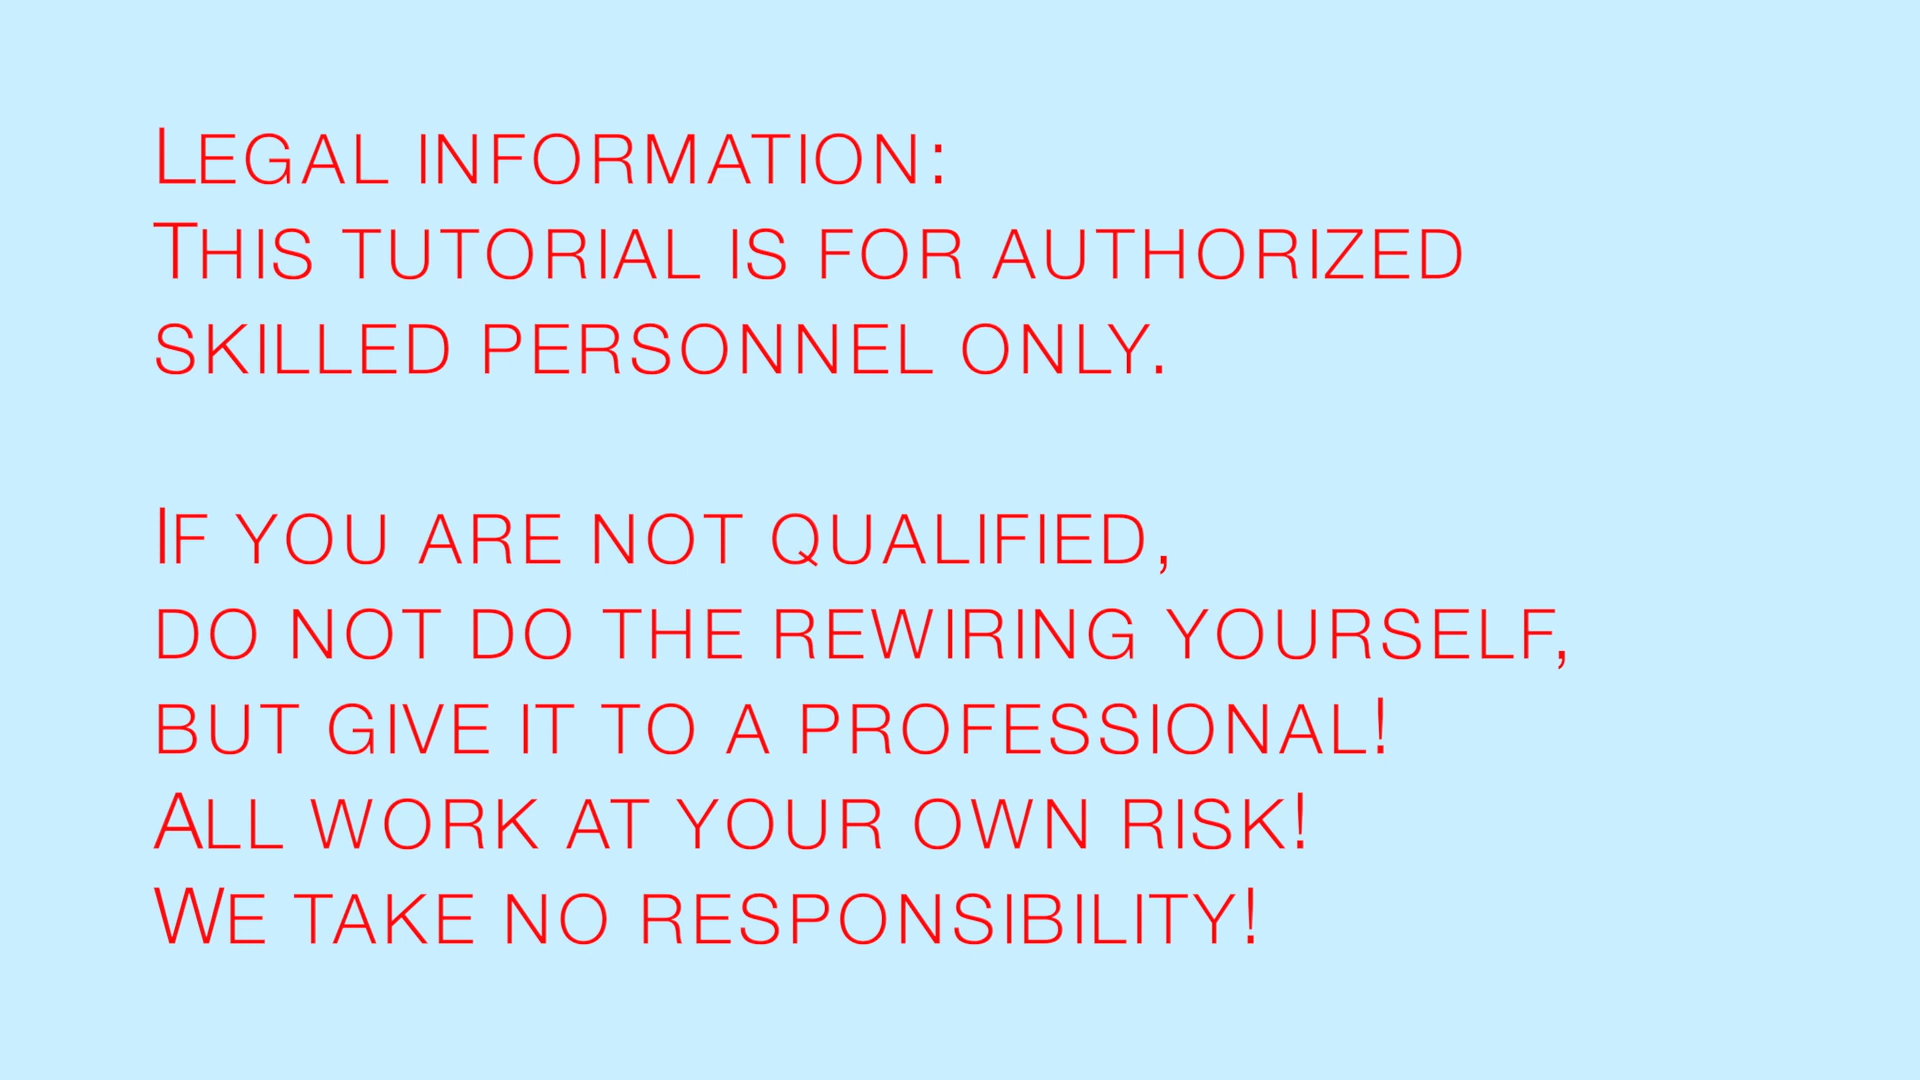 Legal information:
This tutorial is for authorized
skilled personnel only.
If you are not qualified,
do not do the rewiring yourself,
but give it to a professional!
All work at your own risk!
We take no responsibility!